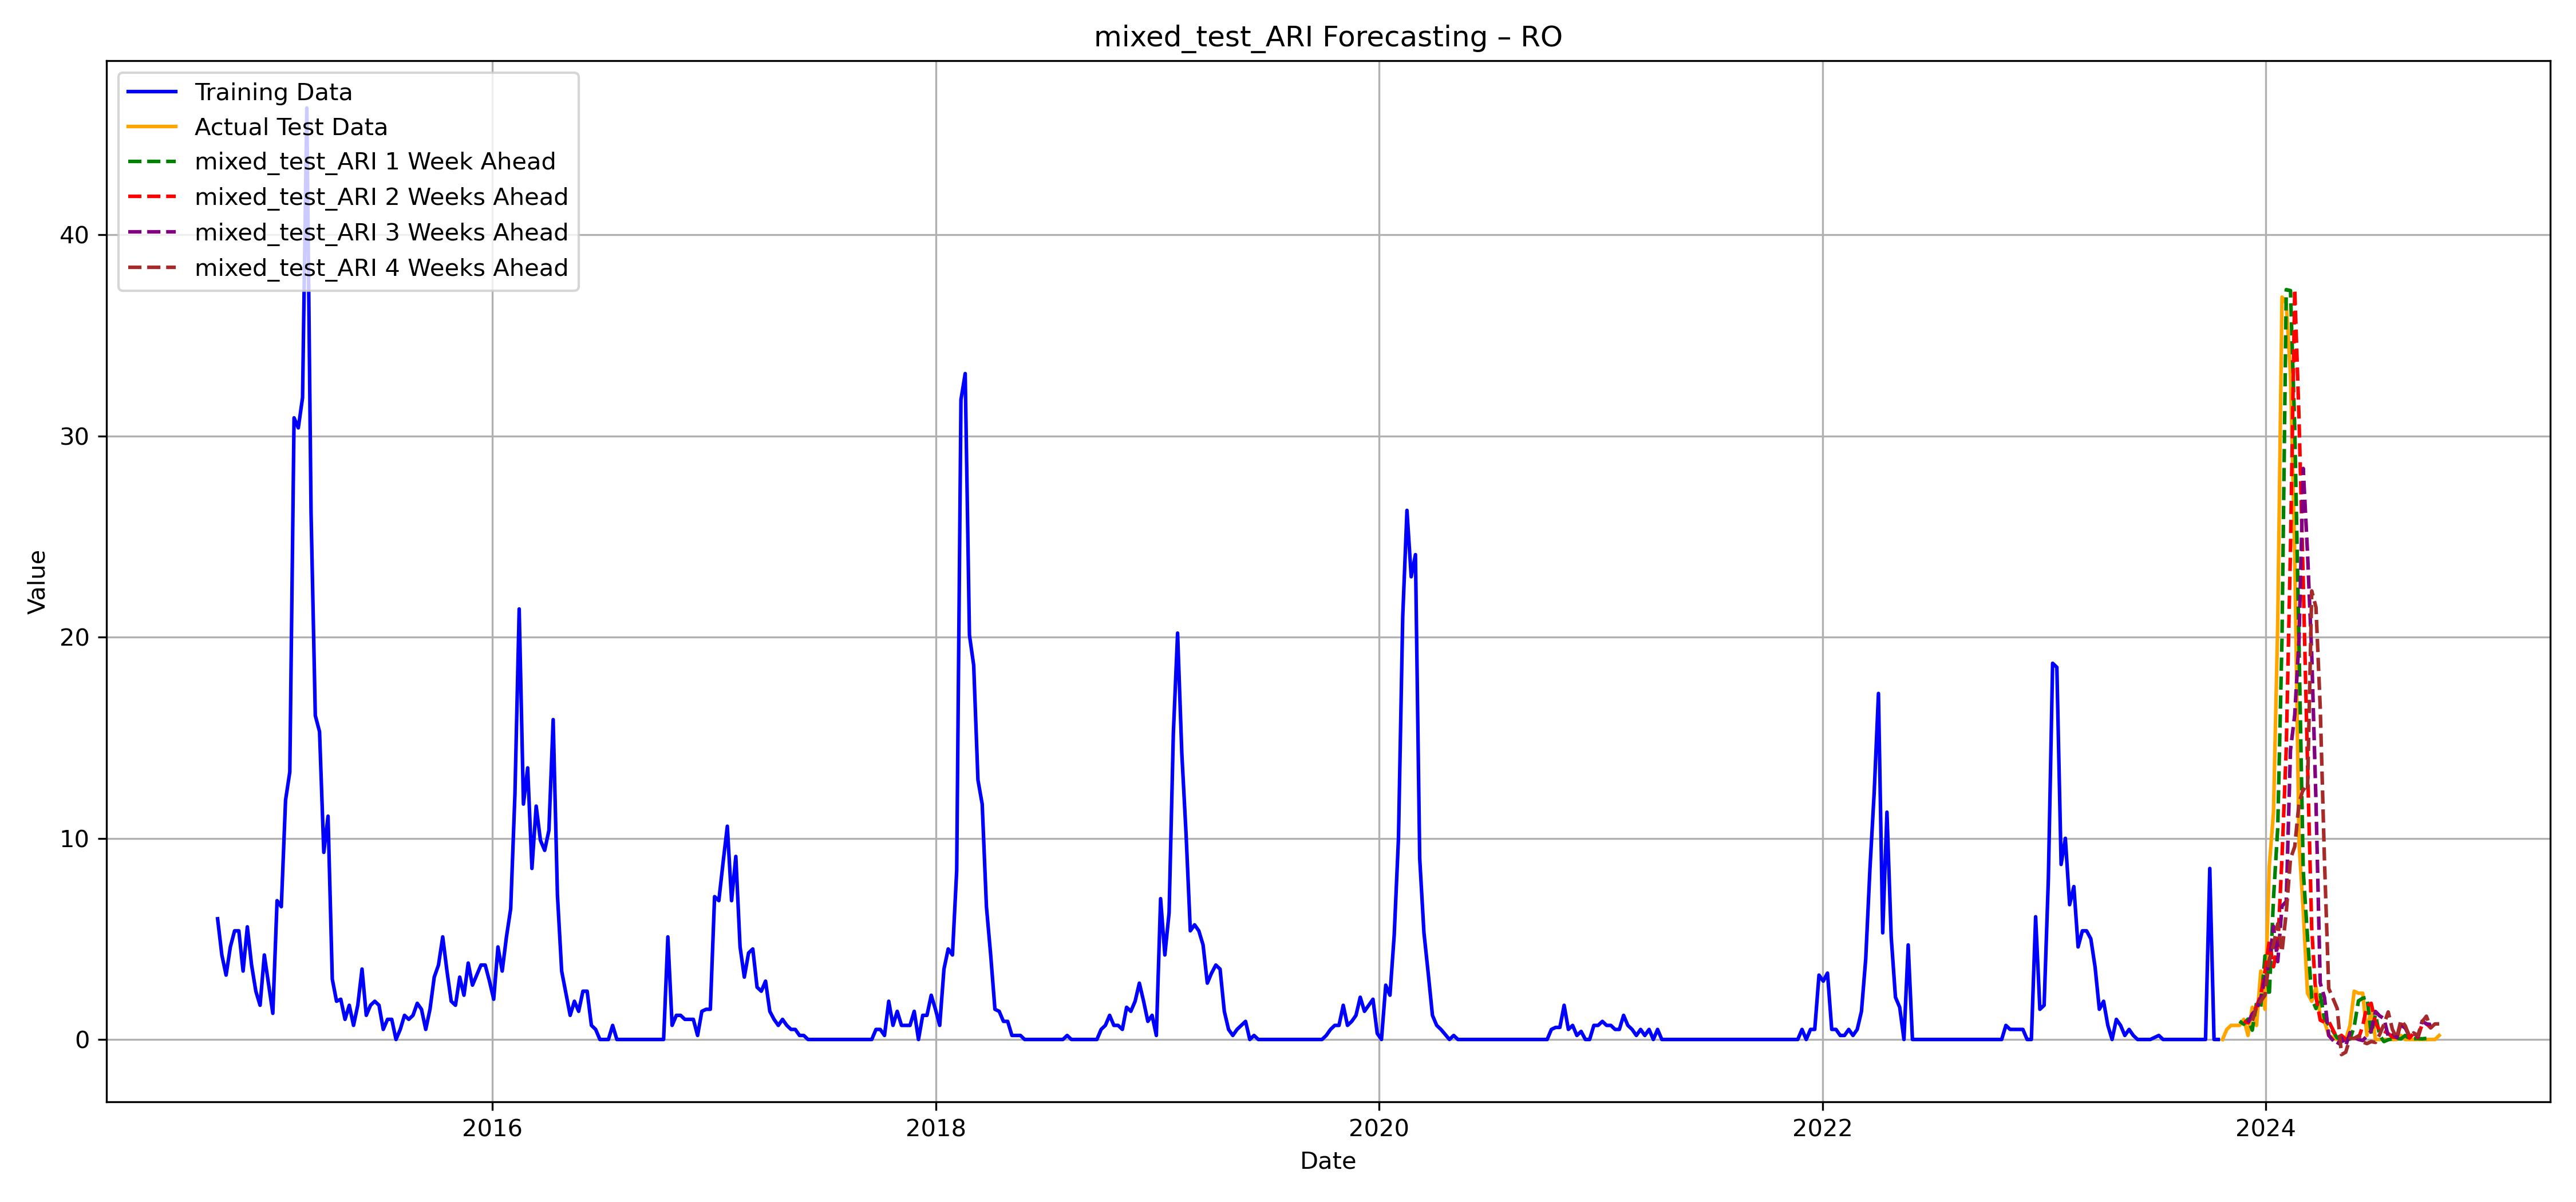 mixed_test_ARI Forecasting – RO
Training Data
Actual Test Data
mixed_test_ARI 1 Week Ahead
mixed_test_ARI 2 Weeks Ahead
mixed_test_ARI 3 Weeks Ahead
mixed_test_ARI 4 Weeks Ahead
Value
40
30
20
10
0
2016 2018 2020 2022 2024
Date